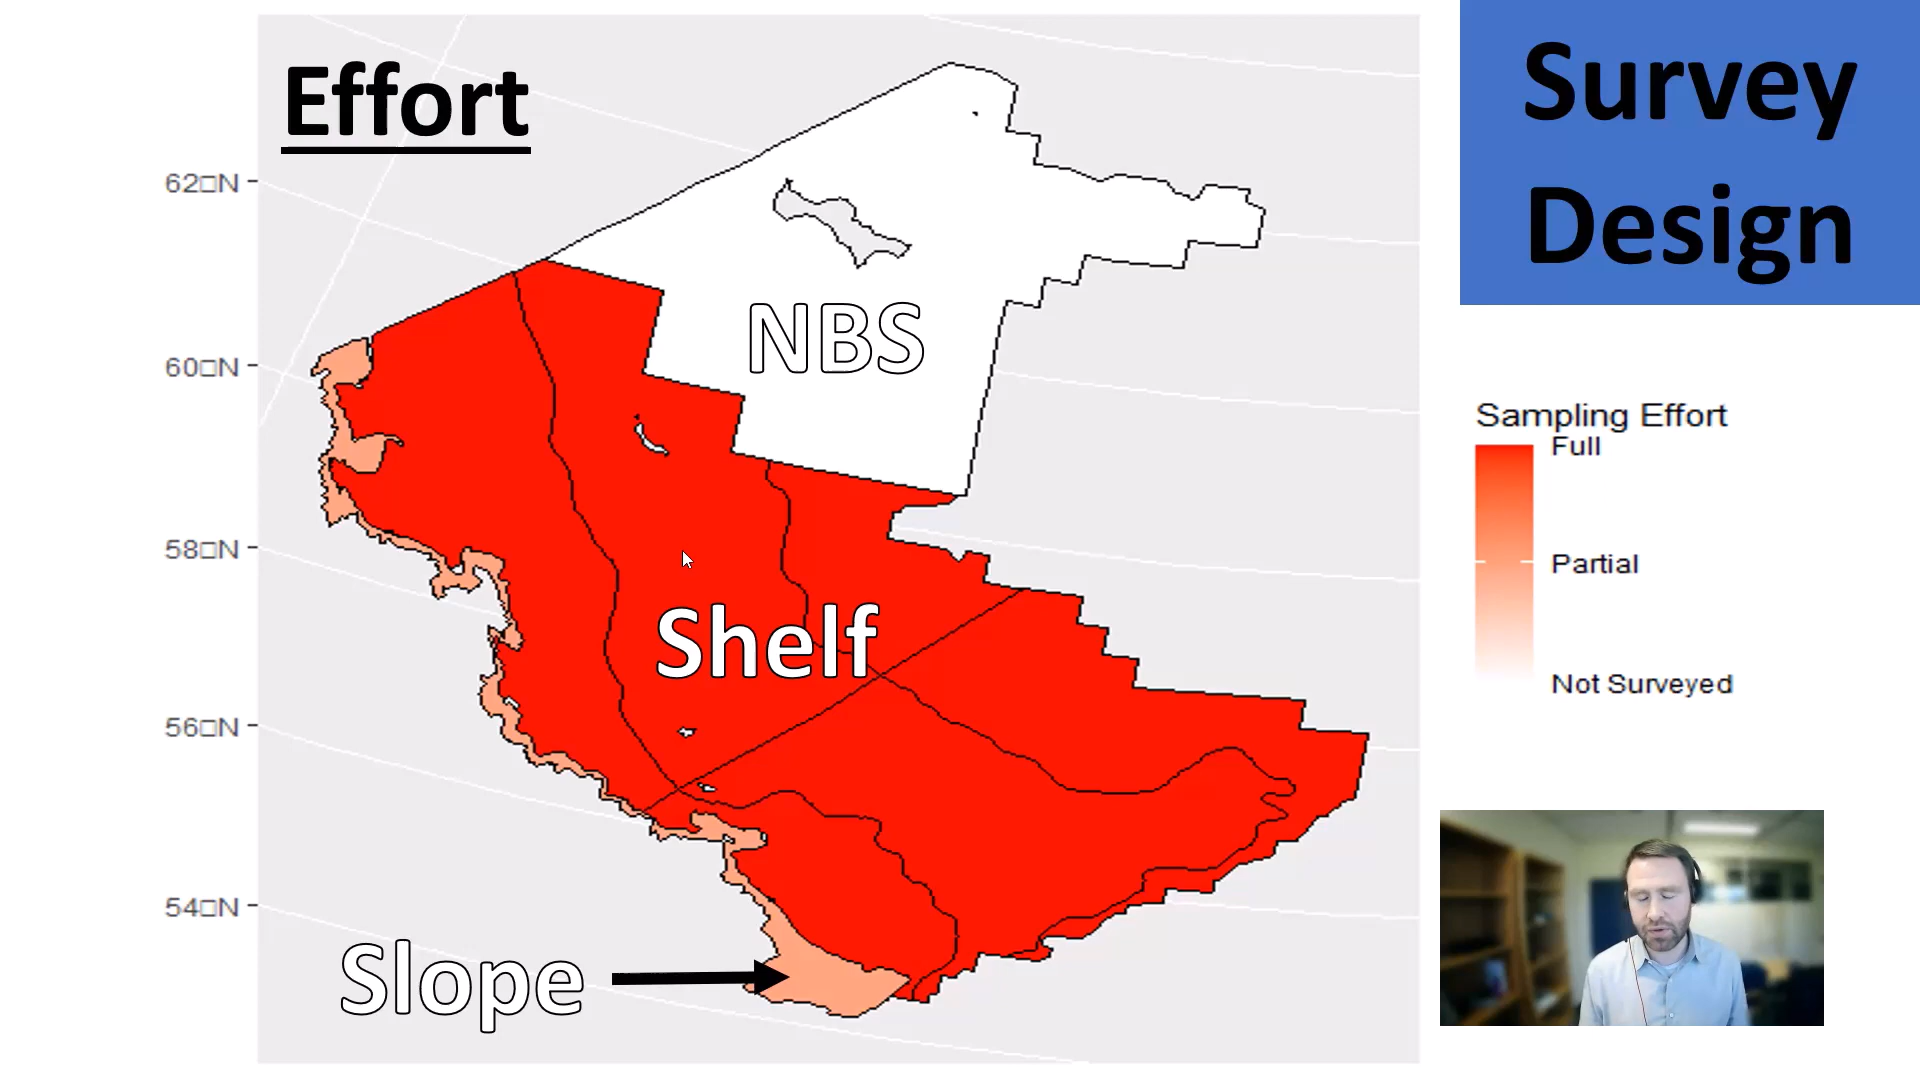 Effort
Survey
Design
62□N
60□N
58□N
56□N
54□N
NBS
Shelf
Slope
Sampling Effort
Full
Partial
Not Surveyed